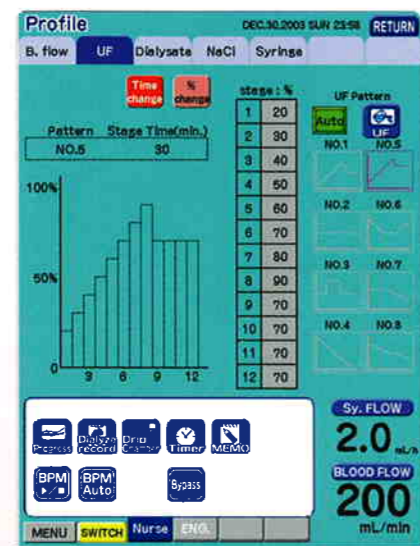 Profile DEC.30.2003 SUN 23:58 RETURN
B. flow UF Dialysate NaCl Syringe
Time change % change
stage : %
UF Pattern
Auto UF
Pattern Stage Time(min.)
NO.5 30
1 20
2 30
3 40
4 50
5 60
6 70
7 80
8 90
9 70
10 70
11 70
12 70
NO.1 NO.5
NO.2 NO.6
NO.3 NO.7
NO.4 NO.8
100%
50%
0
3 6 9 12
Progress Dialyze record Drip Chamber Timer MEMO
BPM BPM Auto Bypass
Sy. FLOW
2.0 mL/h
BLOOD FLOW
200
mL/min
MENU SWITCH Nurse ENG.